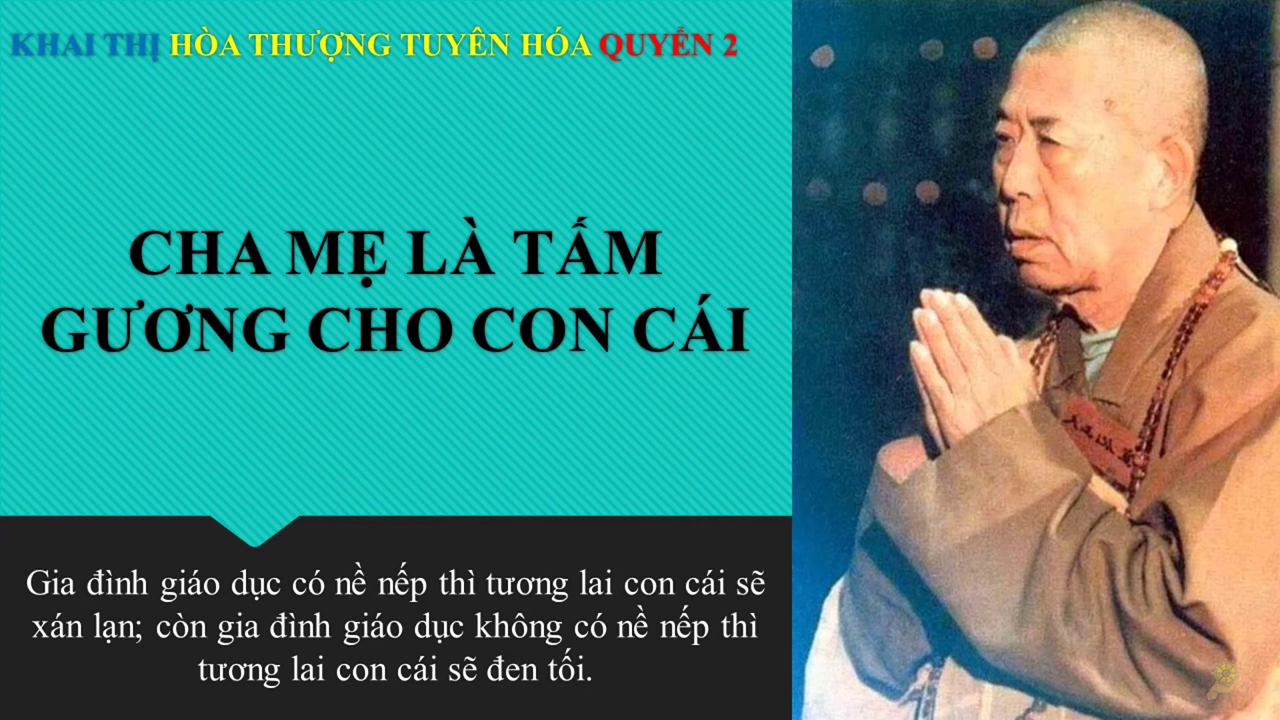 KHAI THỊ HÒA THƯỢNG TUYÊN HÓA QUYỂN 2
CHA MẸ LÀ TẤM
GƯƠNG CHO CON CÁI
Gia đình giáo dục có nề nếp thì tương lai con cái sẽ
xán lạn; còn gia đình giáo dục không có nề nếp thì
tương lai con cái sẽ đen tối.